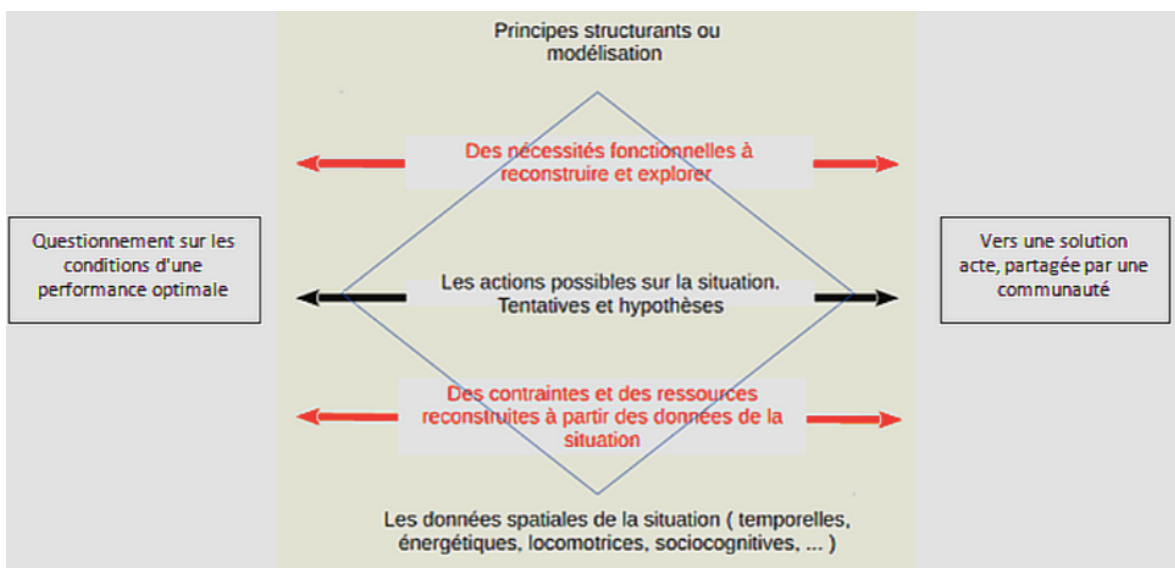 Principes structurants ou
modélisation
Des nécessités fonctionnelles à
reconstruire et explorer
Questionnement sur les
conditions d'une
performance optimale
Les actions possibles sur la situation.
Tentatives et hypothèses
Vers une solution
acte, partagée par une
communauté
Des contraintes et des ressources
reconstruites à partir des données de la
situation
Les données spatiales de la situation ( temporelles,
énergétiques, locomotrices, sociocognitives, ... )